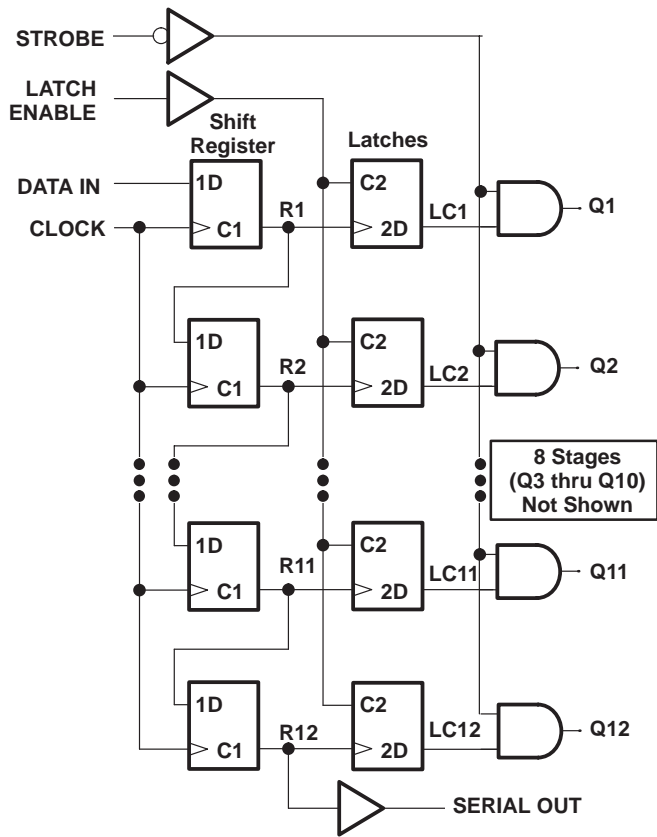 STROBE
LATCH
ENABLE
Shift
Register
Latches
DATA IN
1D
C2
R1
LC1
Q1
CLOCK
C1
2D
1D
C2
R2
LC2
Q2
C1
2D
8 Stages
(Q3 thru Q10)
Not Shown
1D
C2
R11
LC11
Q11
C1
2D
1D
C2
R12
LC12
Q12
C1
2D
SERIAL OUT